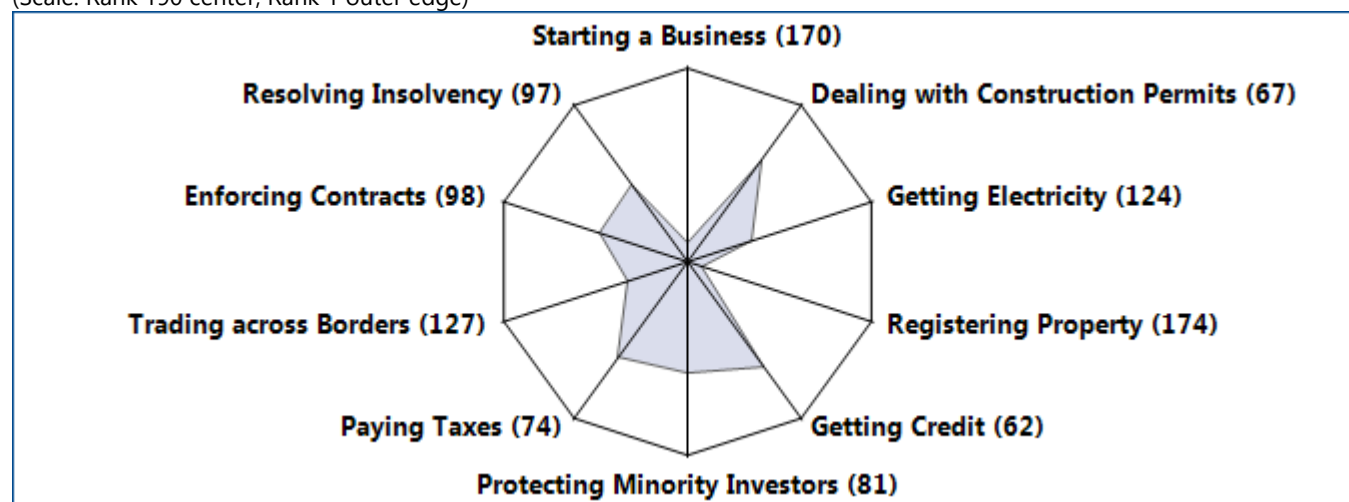 (Scale: Rank 190 center, Rank 1 outer edge)
Starting a Business (170)
Resolving Insolvency (97)
Dealing with Construction Permits (67)
Enforcing Contracts (98)
Getting Electricity (124)
Trading across Borders (127)
Registering Property (174)
Paying Taxes (74)
Getting Credit (62)
Protecting Minority Investors (81)